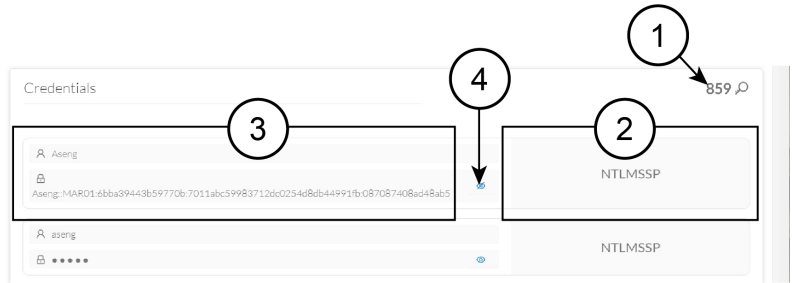 1
Credentials
4
859
3
2
Aseng
NTLMSSP
Aseng::MAR01:6bba39443b59770b:7011abc59983712dc0254d8db44991fb:087087408ad48ab5
aseng
NTLMSSP
•••••